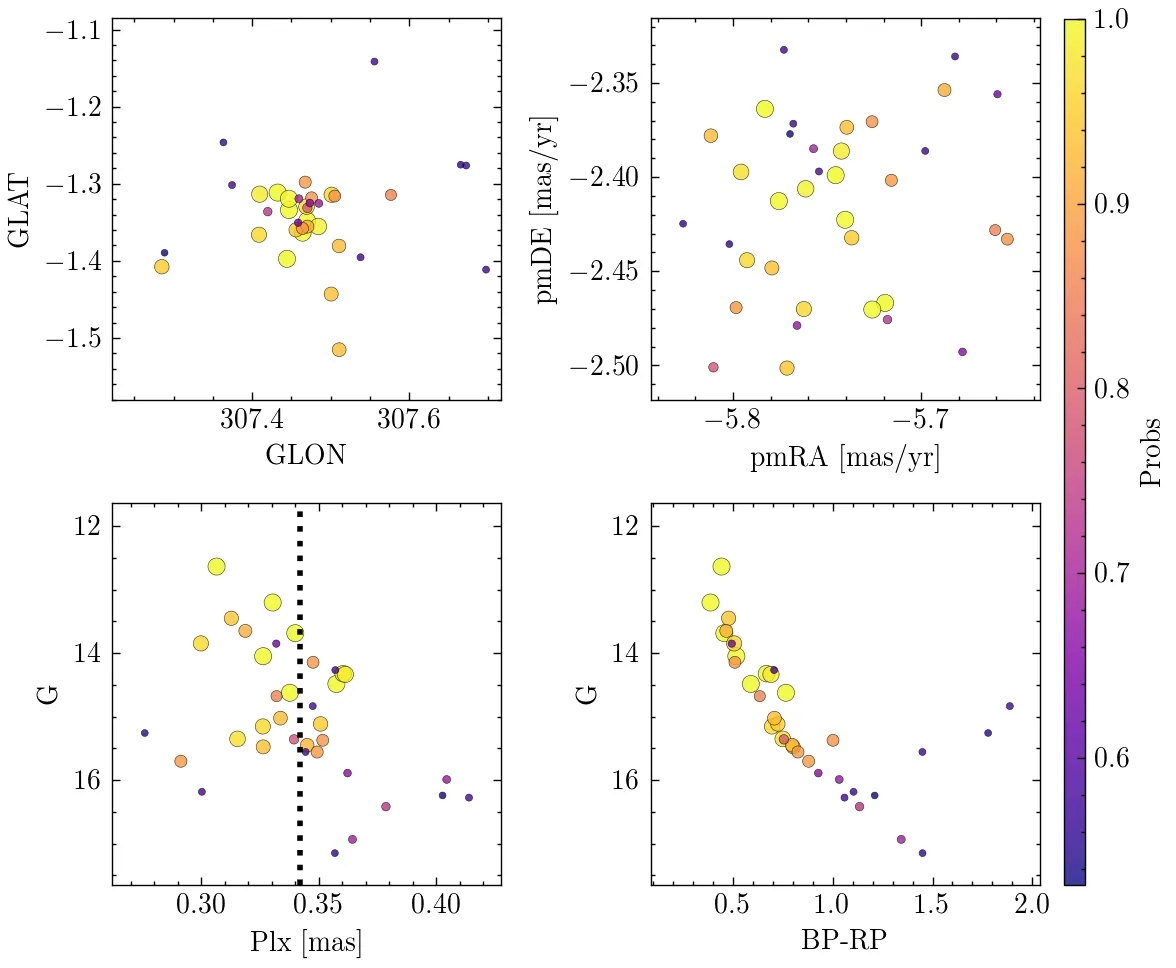 −1.1
−1.2
−1.3
−1.4
−1.5
GLAT
307.4 307.6
GLON
−2.35
−2.40
−2.45
−2.50
pmDE [mas/yr]
−5.8 −5.7
pmRA [mas/yr]
12
14
16
G
0.30 0.35 0.40
Plx [mas]
12
14
16
G
0.5 1.0 1.5 2.0
BP-RP
1.0
0.9
0.8
0.7
0.6
Probs